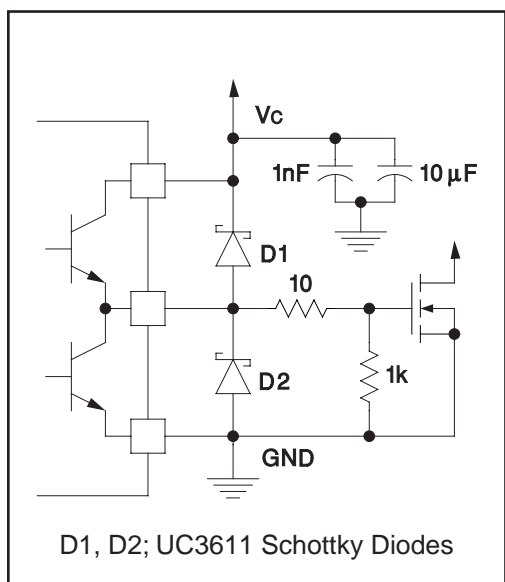 Vc
1nF
10 µF
D1
10
D2
1k
GND
D1, D2; UC3611 Schottky Diodes